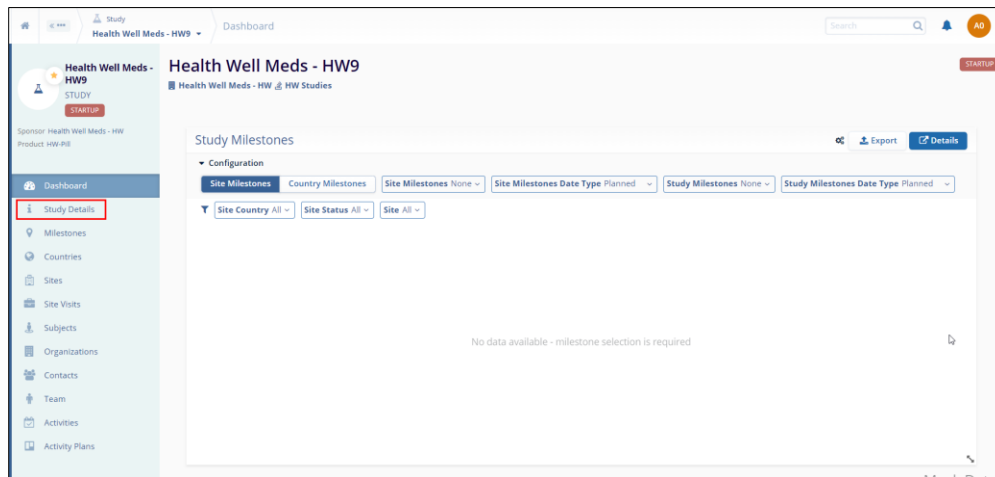 < •••
Study
Health Well Meds - HW9
Dashboard
Search
A0
Health Well Meds -
HW9
STUDY
STARTUP
Sponsor Health Well Meds - HW
Product HW-Pill
Dashboard
Study Details
Milestones
Countries
Sites
Site Visits
Subjects
Organizations
Contacts
Team
Activities
Activity Plans
Health Well Meds - HW9
STARTUP
Health Well Meds - HW HW Studies
Study Milestones
Export Details
Configuration
Site Milestones Country Milestones Site Milestones None Site Milestones Date Type Planned Study Milestones None Study Milestones Date Type Planned
Site Country All Site Status All Site All
No data available - milestone selection is required